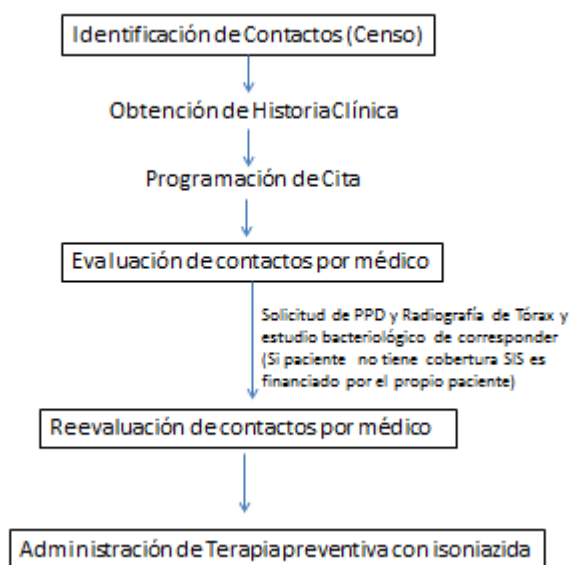 Identificación de Contactos (Censo)
Obtención de Historia Clínica
Programación de Cita
Evaluación de contactos por médico
Solicitud de PPD y Radiografía de Tórax y
estudio bacteriológico de corresponder
(Si paciente no tiene cobertura SIS es
financiado por el propio paciente)
Reevaluación de contactos por médico
Administración de Terapia preventiva con isoniazida